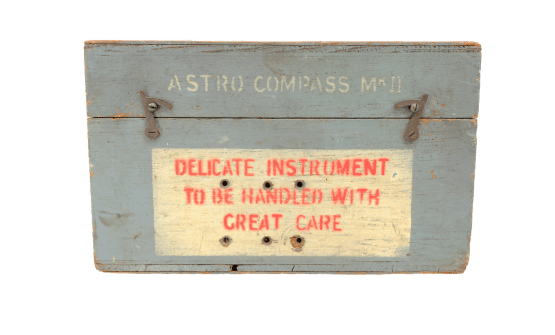 ASTRO COMPASS MK II
DELICATE INSTRUMENT
TO BE HANDLED WITH
GREAT CARE